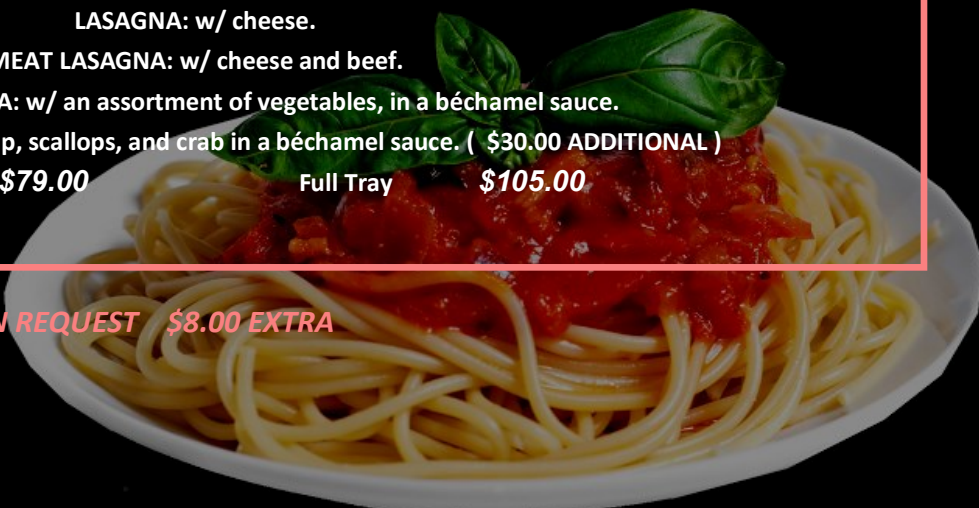 LASAGNA: w/ cheese.
MEAT LASAGNA: w/ cheese and beef.
A: w/ an assortment of vegetables, in a béchamel sauce.
p, scallops, and crab in a béchamel sauce. ( $30.00 ADDITIONAL )
$79.00 Full Tray $105.00
N REQUEST $8.00 EXTRA